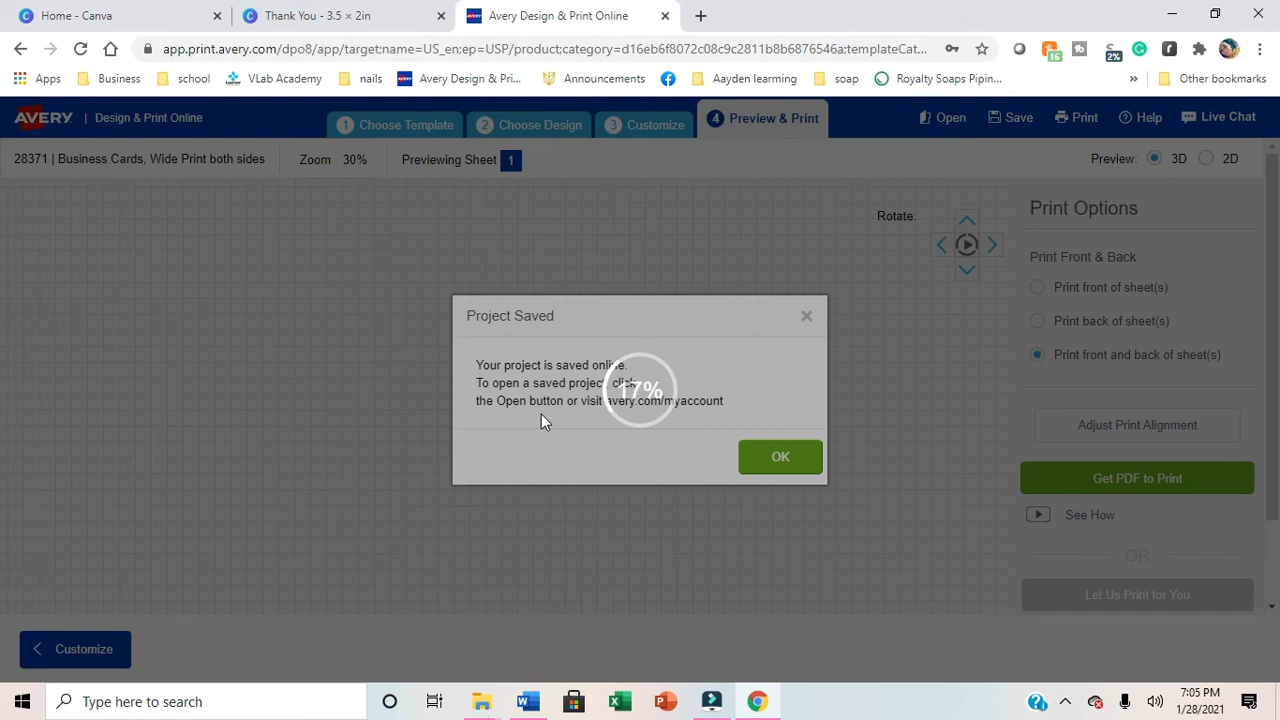 Home - Canva
Thank You - 3.5 × 2in
Avery Design & Print Online
app.print.avery.com/dpo8/app/target;name=US_en;ep=USP/product;category=d16eb6f8072c08c9c2811b8b6876546a;templateCat...
16
2%
Apps
Business
school
VLab Academy
nails
Avery Design & Pri...
Announcements
Aayden learning
soap
Royalty Soaps Pipin...
»
Other bookmarks
AVERY
Design & Print Online
1 Choose Template
2 Choose Design
3 Customize
4 Preview & Print
Open
Save
Print
Help
Live Chat
28371 | Business Cards, Wide Print both sides
Zoom 30%
Previewing Sheet 1
Preview: 3D 2D
Rotate:
Print Options
Print Front & Back
Print front of sheet(s)
Print back of sheet(s)
Print front and back of sheet(s)
Adjust Print Alignment
Get PDF to Print
See How
OR
Let Us Print for You
Project Saved
Your project is saved online.
To open a saved project, click
the Open button or visit avery.com/myaccount
17%
OK
Customize
Type here to search
7:05 PM
1/28/2021